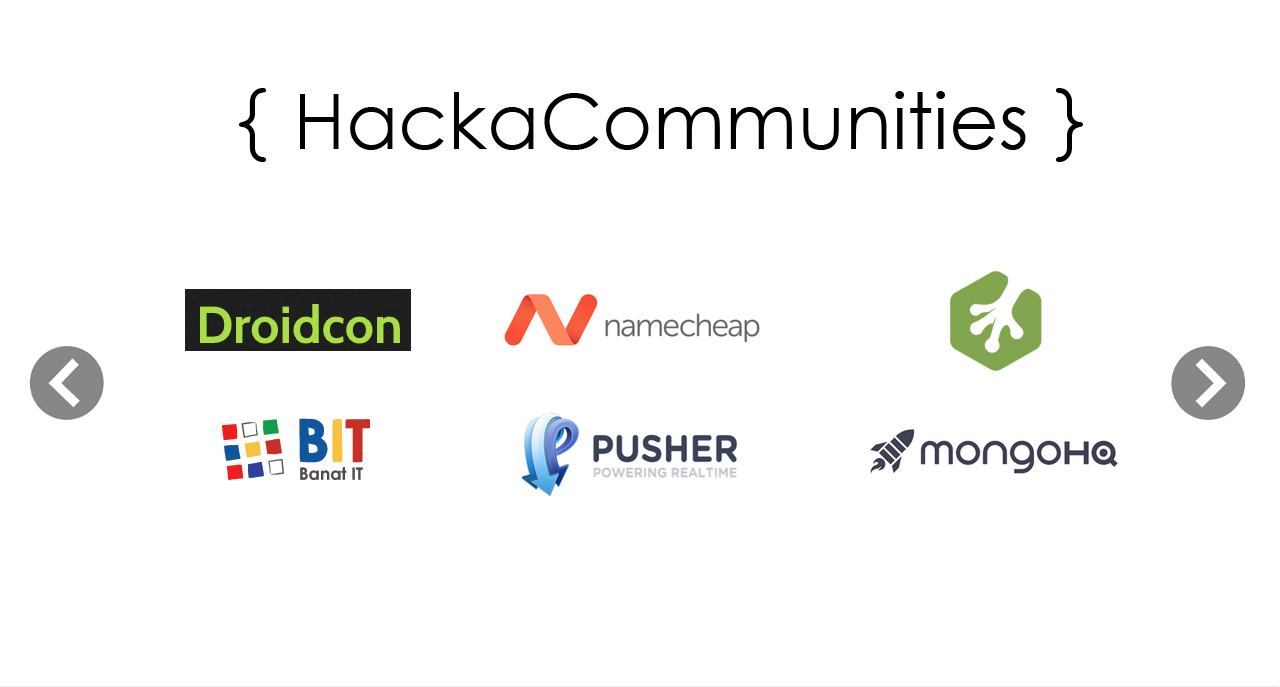 { HackaCommunities }
Droidcon
namecheap
BIT
Banat IT
PUSHER
POWERING REALTIME
mongoHQ